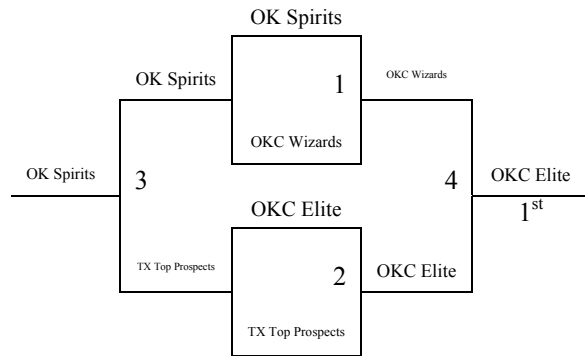 OK Spirits
OK Spirits
1
OKC Wizards
OKC Wizards
OK Spirits
3
4
OKC Elite
1st
OKC Elite
TX Top Prospects
2
OKC Elite
TX Top Prospects